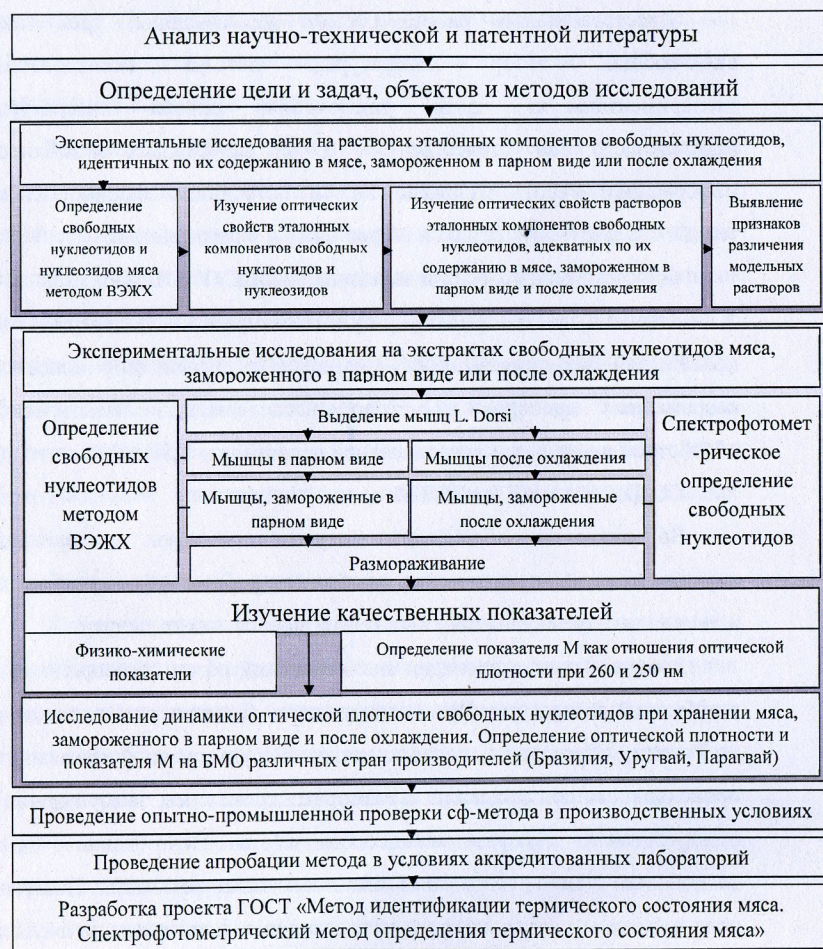 Анализ научно-технической и патентной литературы
Определение цели и задач, объектов и методов исследований
Экспериментальные исследования на растворах эталонных компонентов свободных нуклеотидов,
идентичных по их содержанию в мясе, замороженном в парном виде или после охлаждения
Определение
свободных
нуклеотидов и
нуклеозидов мяса
методом ВЭЖХ
Изучение оптических
свойств эталонных
компонентов свободных
нуклеотидов и
нуклеозидов
Изучение оптических свойств растворов
эталонных компонентов свободных
нуклеотидов, адекватных по их
содержанию в мясе, замороженном в
парном виде и после охлаждения
Выявление
признаков
различения
модельных
растворов
Экспериментальные исследования на экстрактах свободных нуклеотидов мяса,
замороженного в парном виде или после охлаждения
Определение
свободных
нуклеотидов
методом
ВЭЖХ
Выделение мышц L. Dorsi
Мышцы в парном виде
Мышцы после охлаждения
Мышцы, замороженные в
парном виде
Мышцы, замороженные
после охлаждения
Размораживание
Спектрофотомет
-рическое
определение
свободных
нуклеотидов
Изучение качественных показателей
Физико-химические
показатели
Определение показателя М как отношения оптической
плотности при 260 и 250 нм
Исследование динамики оптической плотности свободных нуклеотидов при хранении мяса,
замороженного в парном виде и после охлаждения. Определение оптической плотности и
показателя М на БМО различных стран производителей (Бразилия, Уругвай, Парагвай)
Проведение опытно-промышленной проверки сф-метода в производственных условиях
Проведение апробации метода в условиях аккредитованных лабораторий
Разработка проекта ГОСТ «Метод идентификации термического состояния мяса.
Спектрофотометрический метод определения термического состояния мяса»